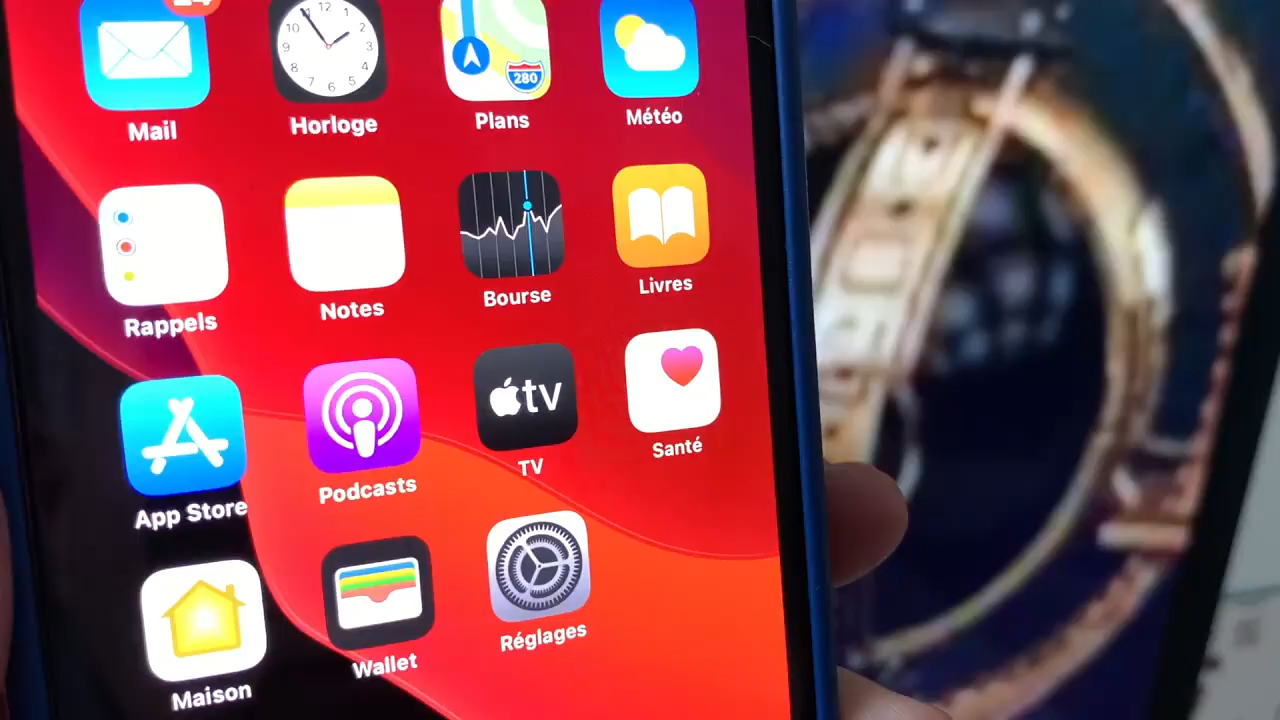 Mail
Horloge
Plans
Météo
280
Rappels
Notes
Bourse
Livres
App Store
Podcasts
tv
TV
Santé
Maison
Wallet
Réglages